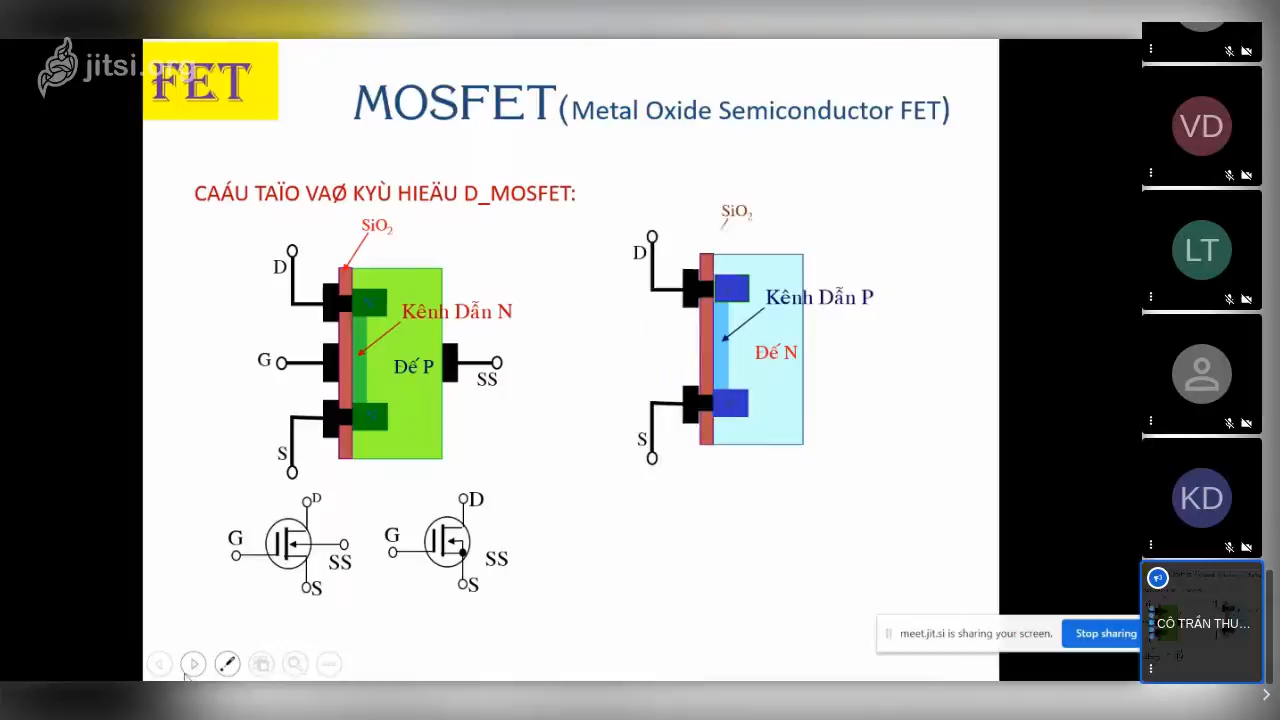 jitsi.org
FET
MOSFET (Metal Oxide Semiconductor FET)
CAÁU TAÏO VAØ KYÙ HIEÄU D_MOSFET:
SiO2
D
N
Kênh Dẫn N
G
Đế P
SS
N
S
SiO2
D
Kênh Dẫn P
Đế N
S
D
G
SS
S
D
G
SS
S
meet.jit.si is sharing your screen.
Stop sharing
VD
LT
KD
CÔ TRẦN THU...